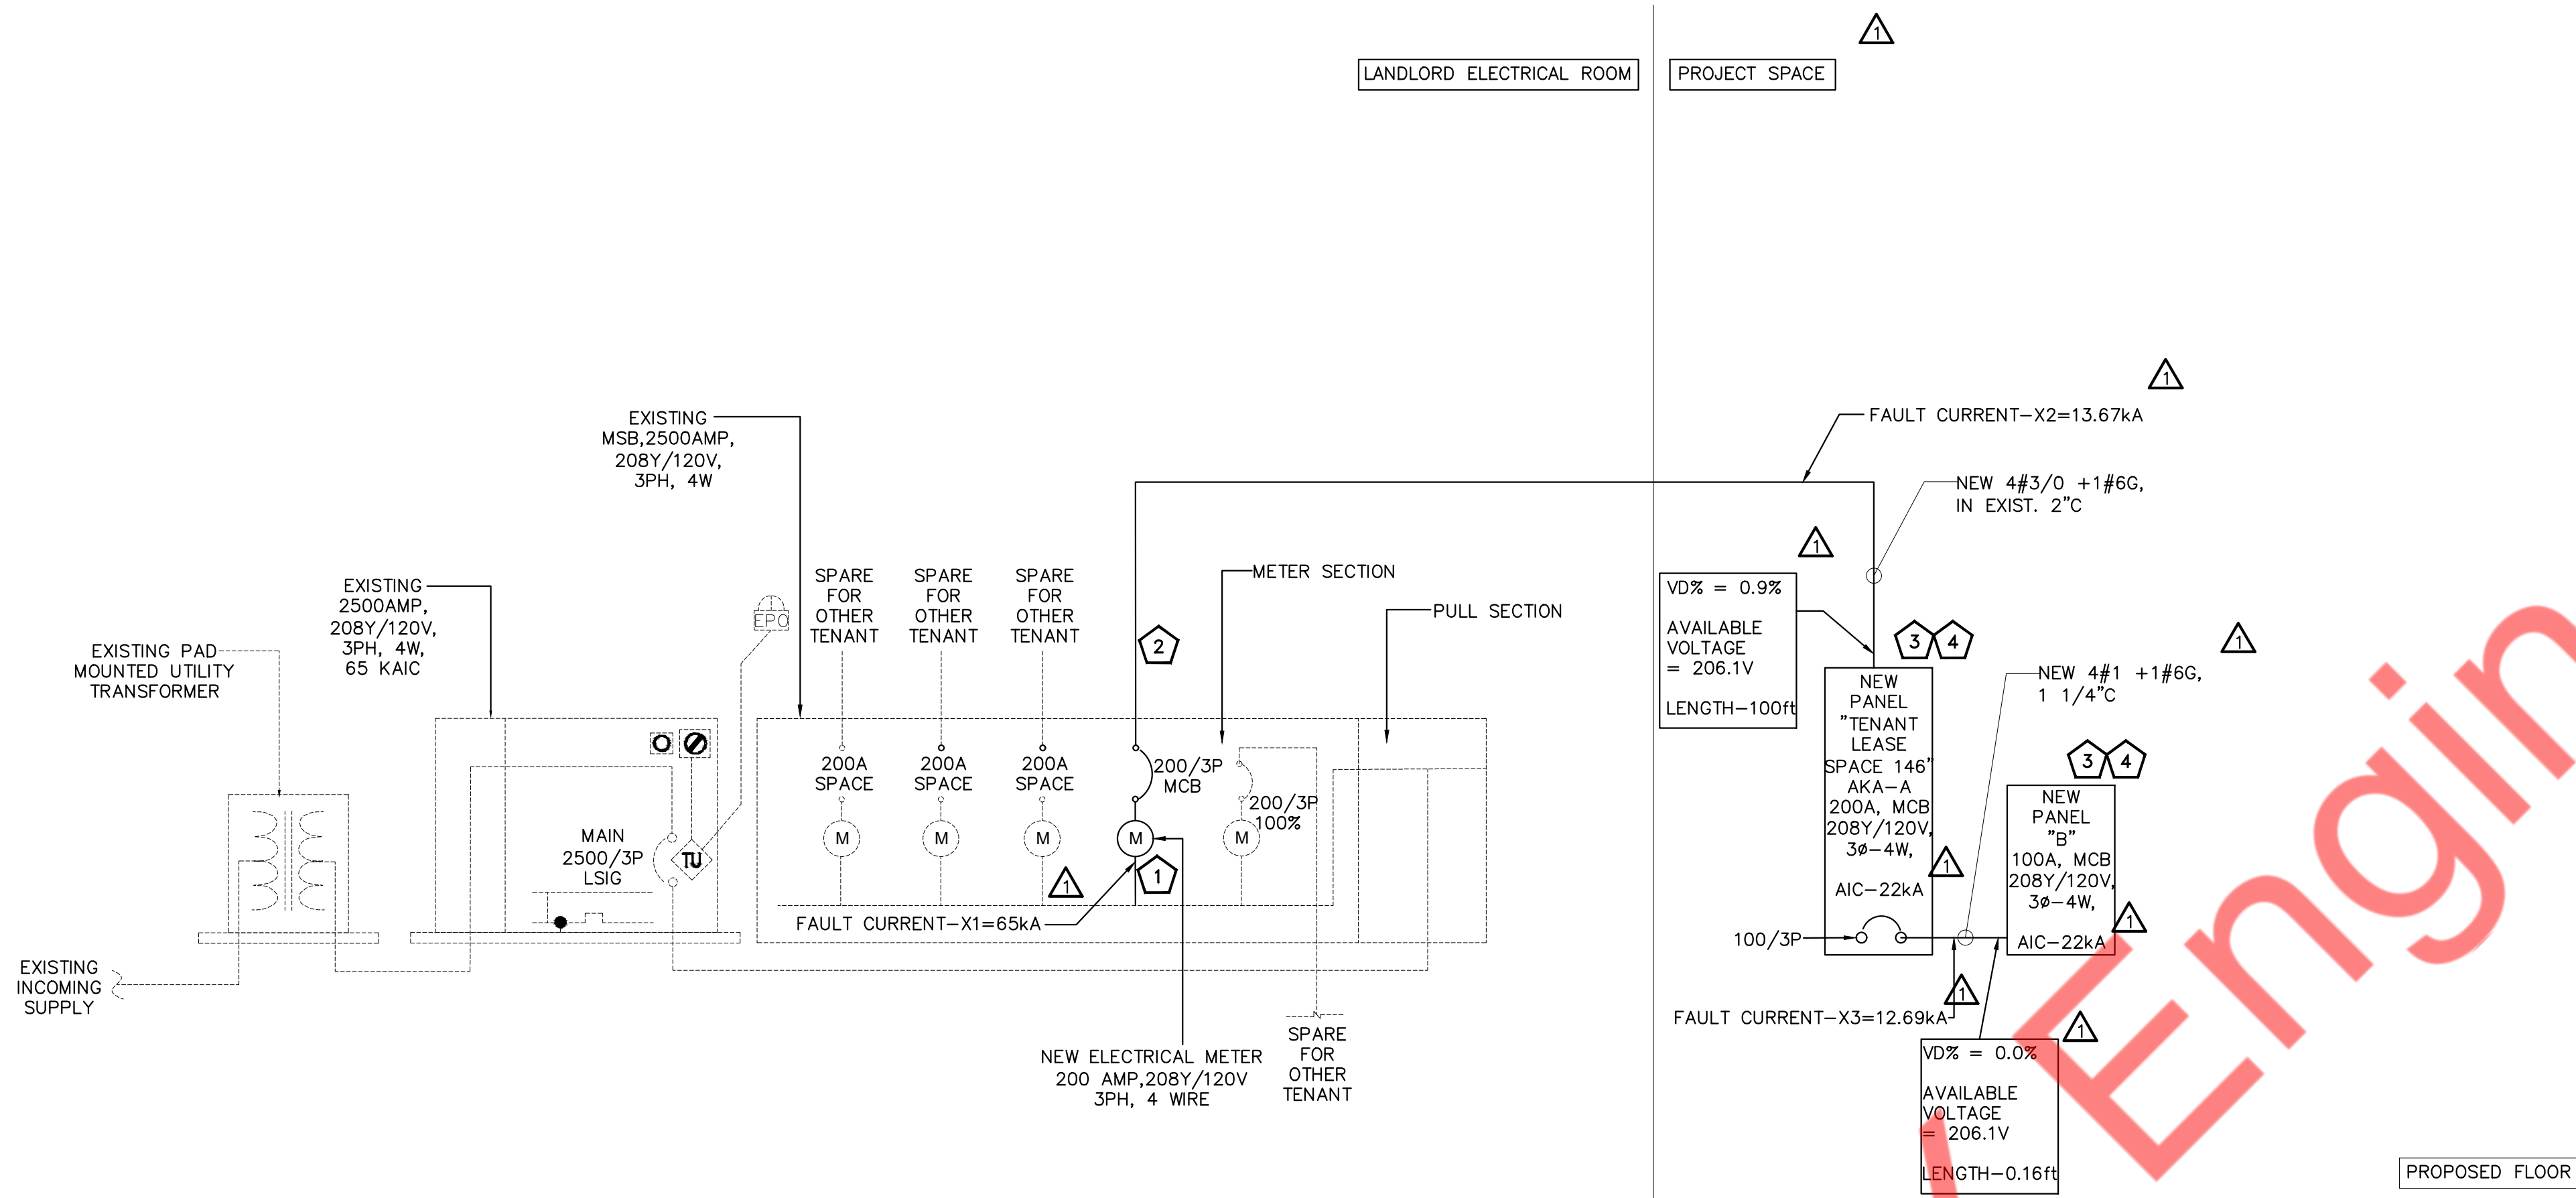 1
LANDLORD ELECTRICAL ROOM
PROJECT SPACE
1
FAULT CURRENT-X2=13.67kA
EXISTING
MSB,2500AMP,
208Y/120V,
3PH, 4W
NEW 4#3/0 +1#6G,
IN EXIST. 2"C
1
EXISTING
2500AMP,
208Y/120V,
3PH, 4W,
65 KAIC
SPARE
FOR
OTHER
TENANT
SPARE
FOR
OTHER
TENANT
SPARE
FOR
OTHER
TENANT
METER SECTION
PULL SECTION
EPO
2
VD% = 0.9%
AVAILABLE
VOLTAGE
= 206.1V
LENGTH-100ft
3
4
1
EXISTING PAD
MOUNTED UTILITY
TRANSFORMER
NEW 4#1 +1#6G,
1 1/4"C
NEW
PANEL
"TENANT
LEASE
SPACE 146"
AKA-A
200A, MCB
208Y/120V,
3ø-4W,
AIC-22kA
1
3
4
NEW
PANEL
"B"
100A, MCB
208Y/120V,
3ø-4W,
AIC-22kA
1
200A
SPACE
200A
SPACE
200A
SPACE
200/3P
MCB
200/3P
100%
M
M
M
M
M
MAIN
2500/3P
LSIG
TU
1
1
FAULT CURRENT-X1=65kA
100/3P
EXISTING
INCOMING
SUPPLY
1
FAULT CURRENT-X3=12.69kA
1
NEW ELECTRICAL METER
200 AMP,208Y/120V
3PH, 4 WIRE
SPARE
FOR
OTHER
TENANT
VD% = 0.0%
AVAILABLE
VOLTAGE
= 206.1V
LENGTH-0.16ft
PROPOSED FLOOR
Engin